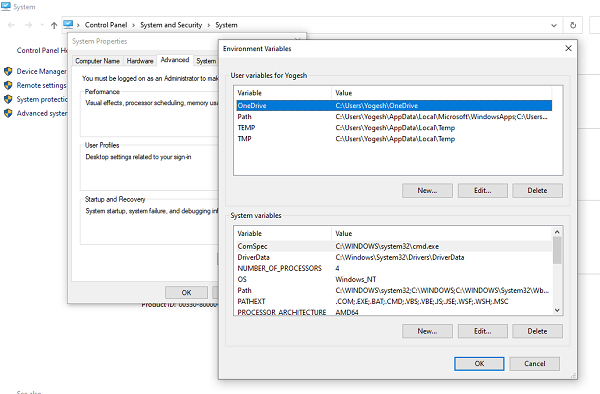 System
Control Panel > System and Security > System
Control Panel Ho
Device Manager
Remote settings
System protectio
Advanced system
System Properties
Computer Name Hardware Advanced System
You must be logged on as an Administrator to mak
Performance
Visual effects, processor scheduling, memory usa
User Profiles
Desktop settings related to your sign-in
Startup and Recovery
System startup, system failure, and debugging inf
OK
Product ID: 00330-80000-
Environment Variables
User variables for Yogesh
Variable Value
OneDrive C:\Users\Yogesh\OneDrive
Path C:\Users\Yogesh\AppData\Local\Microsoft\WindowsApps;C:\Users...
TEMP C:\Users\Yogesh\AppData\Local\Temp
TMP C:\Users\Yogesh\AppData\Local\Temp
New... Edit... Delete
System variables
Variable Value
ComSpec C:\WINDOWS\system32\cmd.exe
DriverData C:\Windows\System32\Drivers\DriverData
NUMBER_OF_PROCESSORS 4
OS Windows_NT
Path C:\WINDOWS\system32;C:\WINDOWS;C:\WINDOWS\System32\Wb...
PATHEXT .COM;.EXE;.BAT;.CMD;.VBS;.VBE;.JS;.JSE;.WSF;.WSH;.MSC
PROCESSOR_ARCHITECTURE AMD64
New... Edit... Delete
OK Cancel
See also